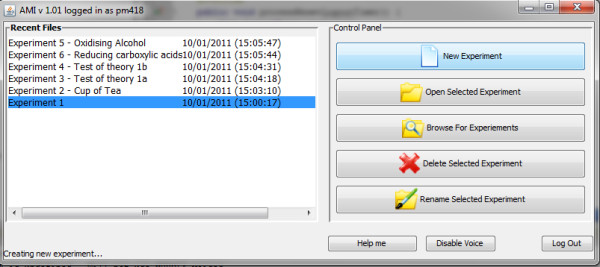 AMI v 1.01 logged in as pm418
Recent Files
Experiment 5 - Oxidising Alcohol 10/01/2011 (15:05:47)
Experiment 6 - Reducing carboxylic acids 10/01/2011 (15:05:44)
Experiment 4 - Test of theory 1b 10/01/2011 (15:04:31)
Experiment 3 - Test of theory 1a 10/01/2011 (15:04:18)
Experiment 2 - Cup of Tea 10/01/2011 (15:03:10)
Experiment 1 10/01/2011 (15:00:17)
Control Panel
New Experiment
Open Selected Experiment
Browse For Experiements
Delete Selected Experiment
Rename Selected Experiment
Help me
Disable Voice
Log Out
Creating new experiment...